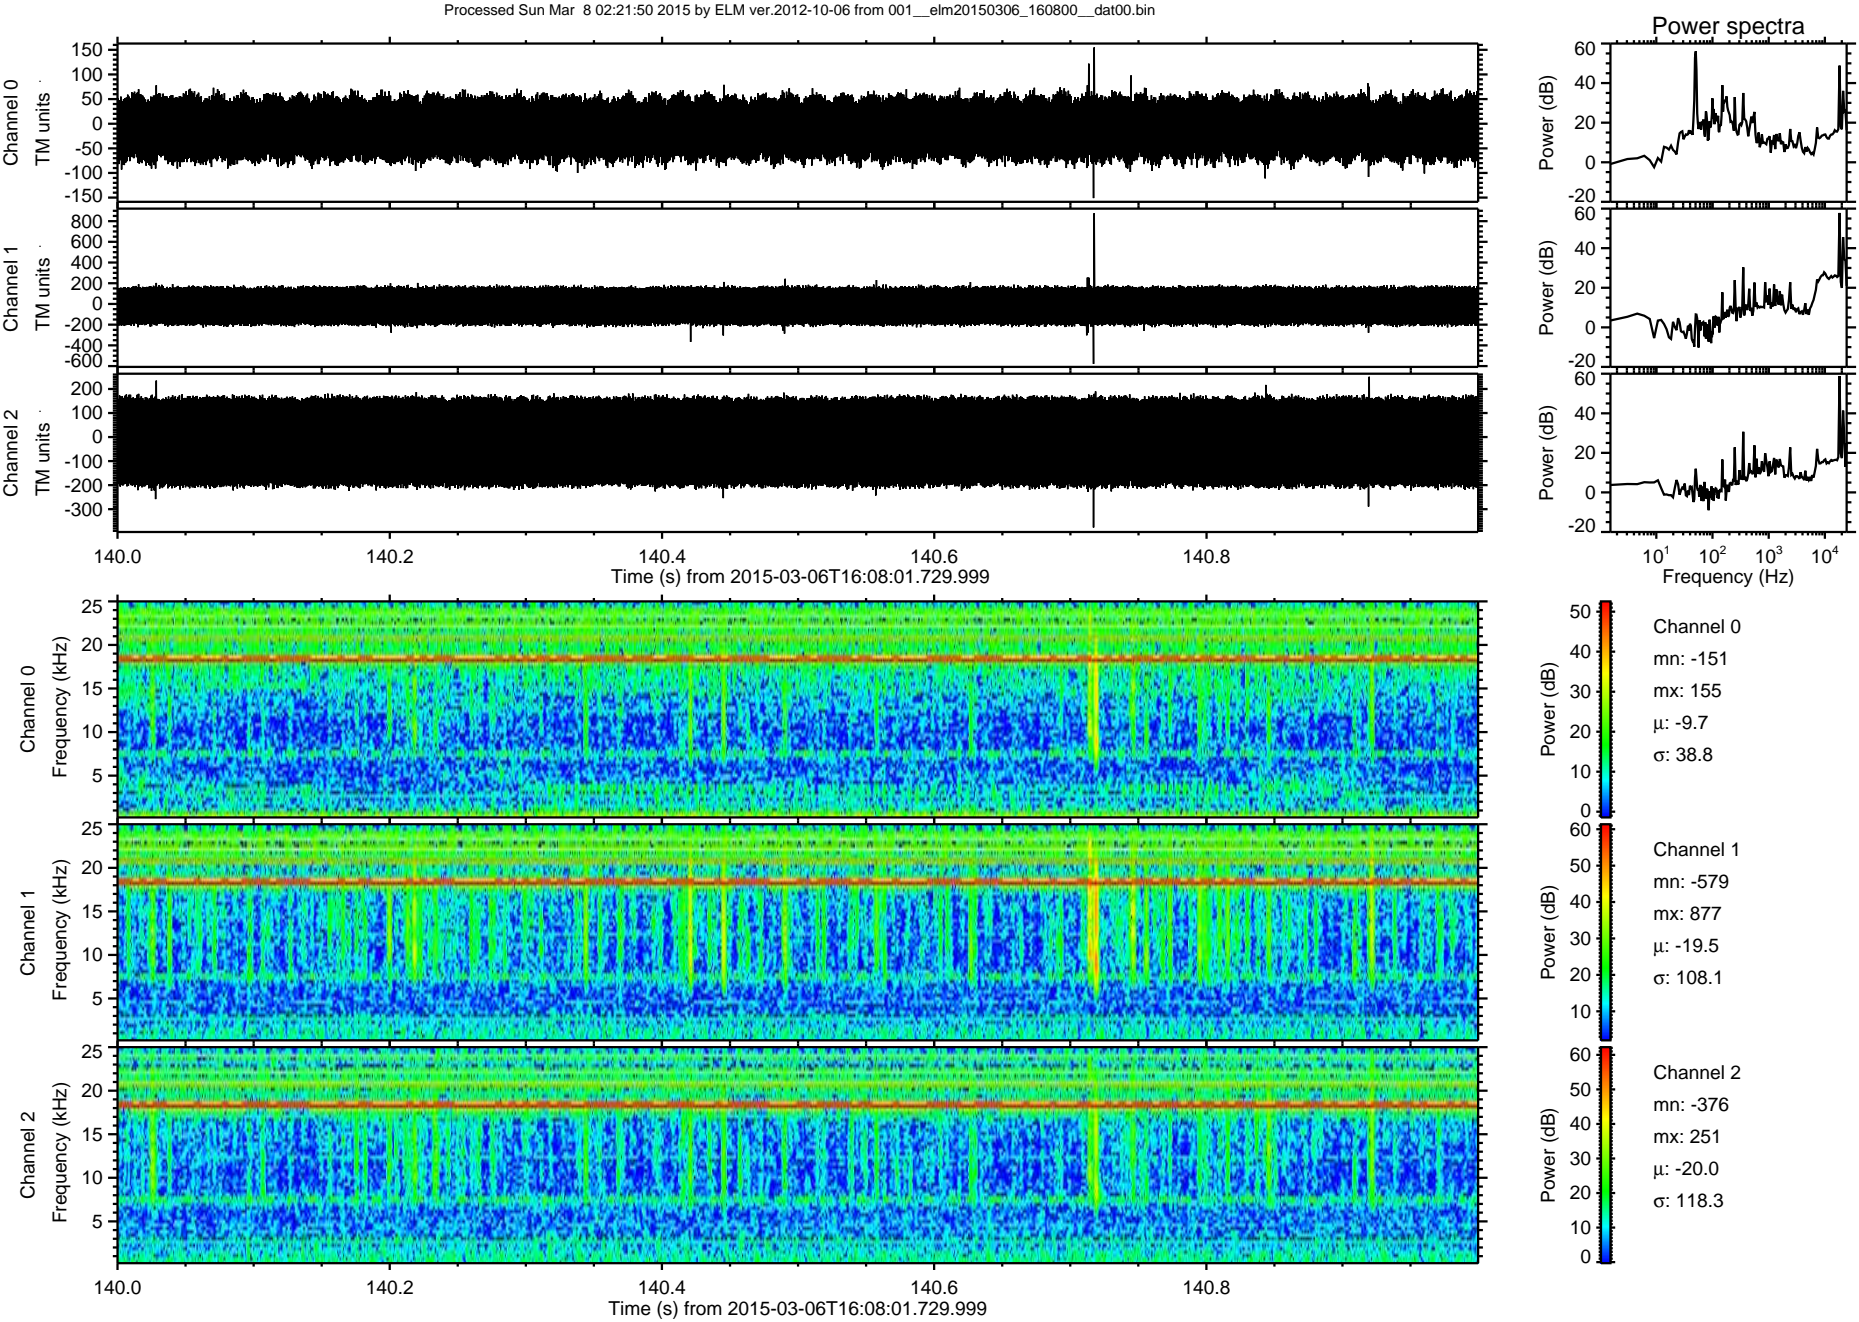 Processed Sun Mar  8 02:21:50 2015 by ELM ver.2012-10-06 from 001__elm20150306_160800__dat00.bin
Power spectra
Channel 0
TM units
150
100
50
0
-50
-100
-150
Power (dB)
60
40
20
0
-20
Channel 1
TM units
800
600
400
200
0
-200
-400
-600
Power (dB)
60
40
20
0
-20
Channel 2
TM units
200
100
0
-100
-200
-300
Power (dB)
60
40
20
0
-20
140.0 140.2 140.4 140.6 140.8
Time (s) from 2015-03-06T16:08:01.729.999
10^1 10^2 10^3 10^4
Frequency (Hz)
Channel 0
Frequency (kHz)
25
20
15
10
5
Power (dB)
50
40
30
20
10
0
Channel 0
mn: -151
mx: 155
μ: -9.7
σ: 38.8
Channel 1
Frequency (kHz)
25
20
15
10
5
Power (dB)
60
50
40
30
20
10
Channel 1
mn: -579
mx: 877
μ: -19.5
σ: 108.1
Channel 2
Frequency (kHz)
25
20
15
10
5
Power (dB)
60
50
40
30
20
10
0
Channel 2
mn: -376
mx: 251
μ: -20.0
σ: 118.3
140.0 140.2 140.4 140.6 140.8
Time (s) from 2015-03-06T16:08:01.729.999